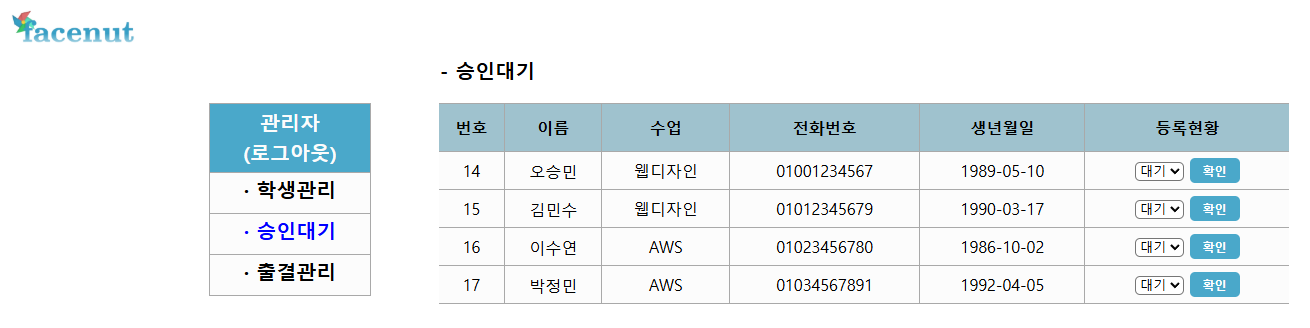 facenut
- 승인대기
관리자
(로그아웃)
· 학생관리
· 승인대기
· 출결관리
번호 이름 수업 전화번호 생년월일 등록현황
14 오승민 웹디자인 01001234567 1989-05-10 대기 확인
15 김민수 웹디자인 01012345679 1990-03-17 대기 확인
16 이수연 AWS 01023456780 1986-10-02 대기 확인
17 박정민 AWS 01034567891 1992-04-05 대기 확인